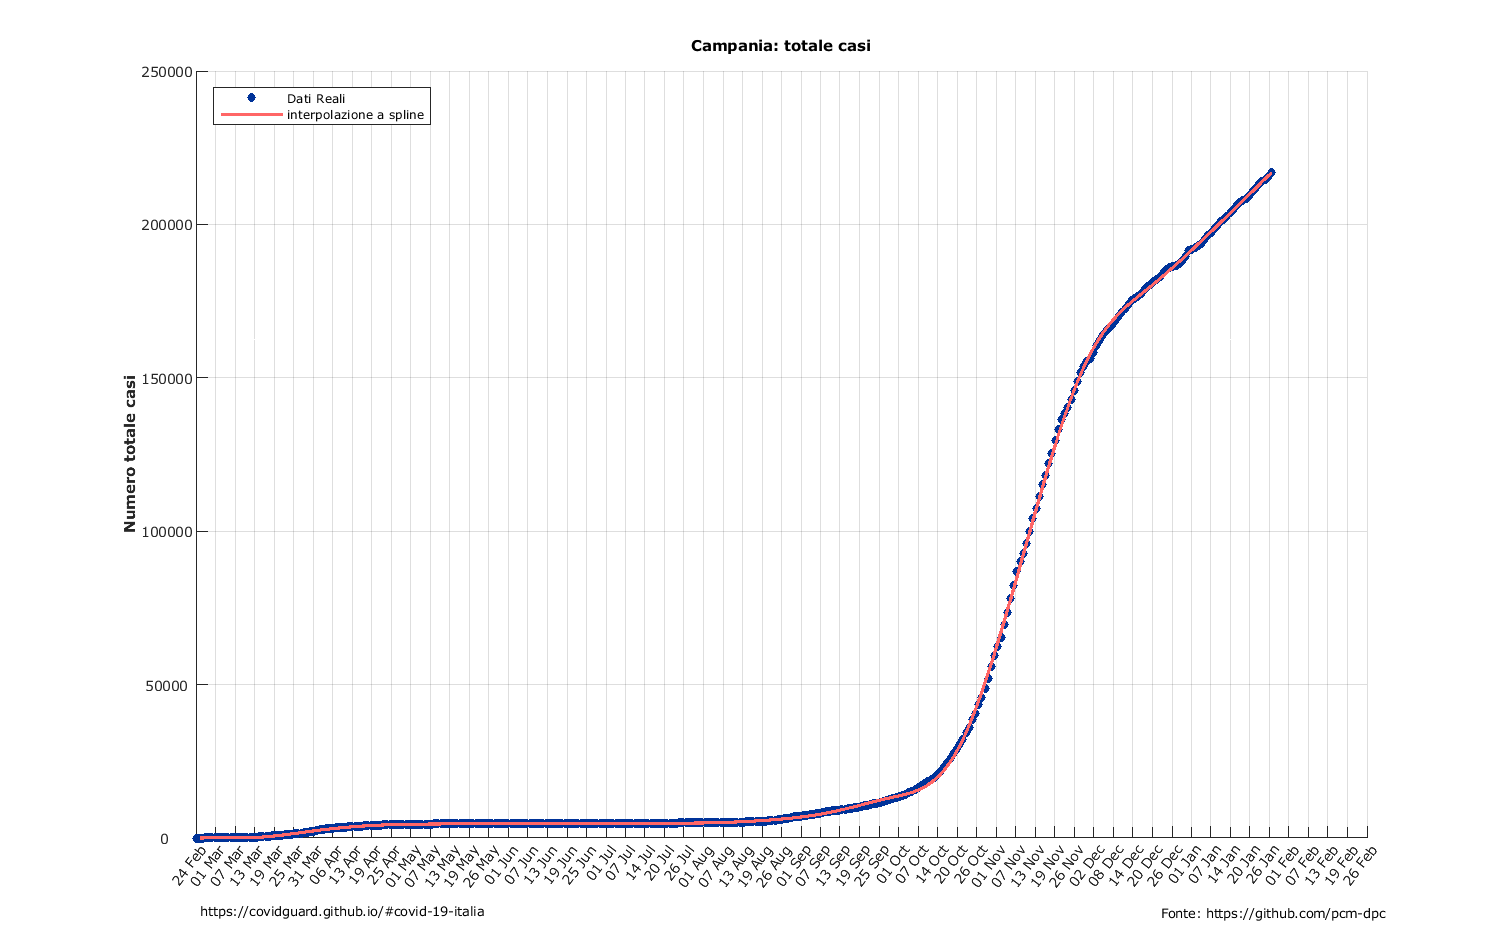 Campania: totale casi
Dati Reali
interpolazione a spline
Numero totale casi
250000
200000
150000
100000
50000
0
24 Feb
01 Mar
07 Mar
13 Mar
19 Mar
25 Mar
31 Mar
06 Apr
13 Apr
19 Apr
25 Apr
01 May
07 May
13 May
19 May
26 May
01 Jun
07 Jun
13 Jun
19 Jun
25 Jun
01 Jul
07 Jul
14 Jul
20 Jul
26 Jul
01 Aug
07 Aug
13 Aug
19 Aug
26 Aug
01 Sep
07 Sep
13 Sep
19 Sep
25 Sep
01 Oct
07 Oct
14 Oct
20 Oct
26 Oct
01 Nov
07 Nov
13 Nov
19 Nov
26 Nov
02 Dec
08 Dec
14 Dec
20 Dec
26 Dec
01 Jan
07 Jan
14 Jan
20 Jan
26 Jan
01 Feb
07 Feb
13 Feb
19 Feb
26 Feb
https://covidguard.github.io/#covid-19-italia
Fonte: https://github.com/pcm-dpc